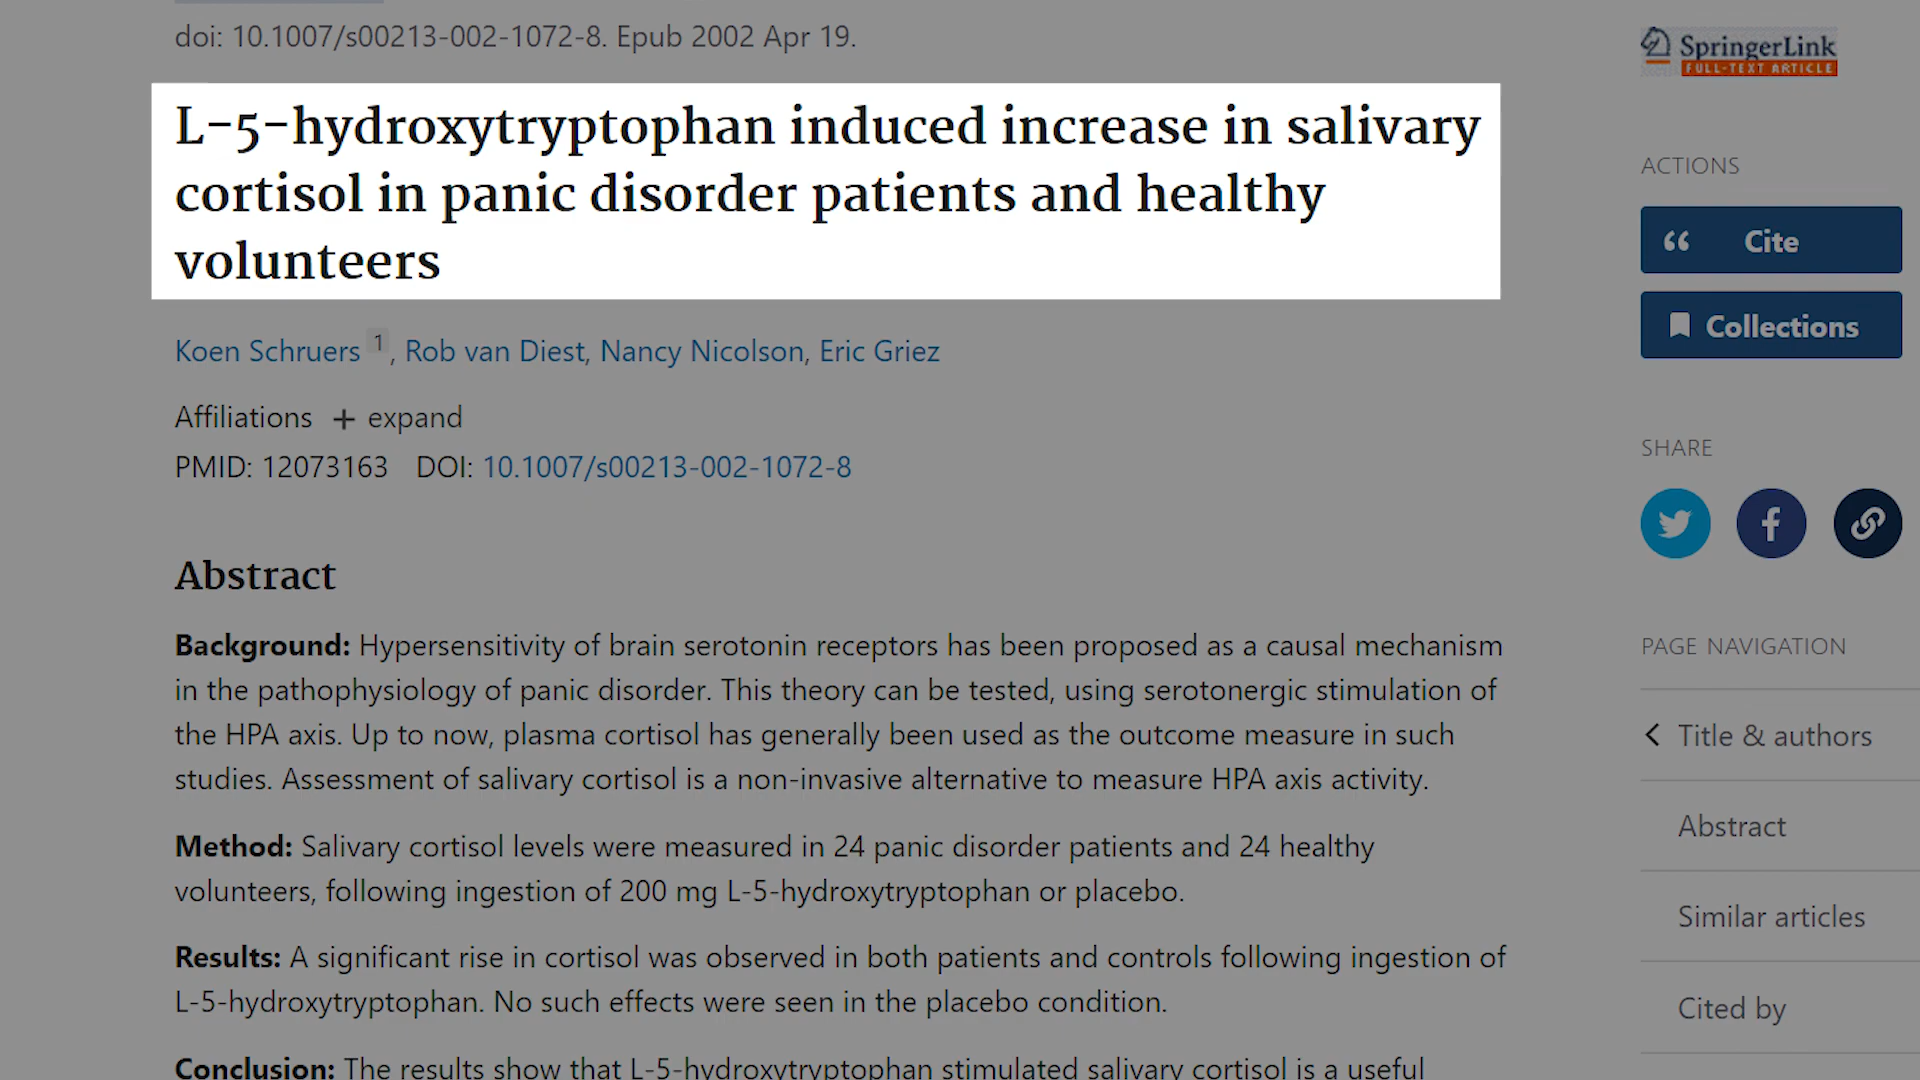 doi: 10.1007/s00213-002-1072-8. Epub 2002 Apr 19.
L-5-hydroxytryptophan induced increase in salivary
cortisol in panic disorder patients and healthy
volunteers
Koen Schruers 1, Rob van Diest, Nancy Nicolson, Eric Griez
Affiliations + expand
PMID: 12073163 DOI: 10.1007/s00213-002-1072-8
Abstract
Background: Hypersensitivity of brain serotonin receptors has been proposed as a causal mechanism
in the pathophysiology of panic disorder. This theory can be tested, using serotonergic stimulation of
the HPA axis. Up to now, plasma cortisol has generally been used as the outcome measure in such
studies. Assessment of salivary cortisol is a non-invasive alternative to measure HPA axis activity.
Method: Salivary cortisol levels were measured in 24 panic disorder patients and 24 healthy
volunteers, following ingestion of 200 mg L-5-hydroxytryptophan or placebo.
Results: A significant rise in cortisol was observed in both patients and controls following ingestion of
L-5-hydroxytryptophan. No such effects were seen in the placebo condition.
Conclusion: The results show that L-5-hydroxytryptophan stimulated salivary cortisol is a useful
SpringerLink
FULL-TEXT ARTICLE
ACTIONS
Cite
Collections
SHARE
PAGE NAVIGATION
Title & authors
Abstract
Similar articles
Cited by